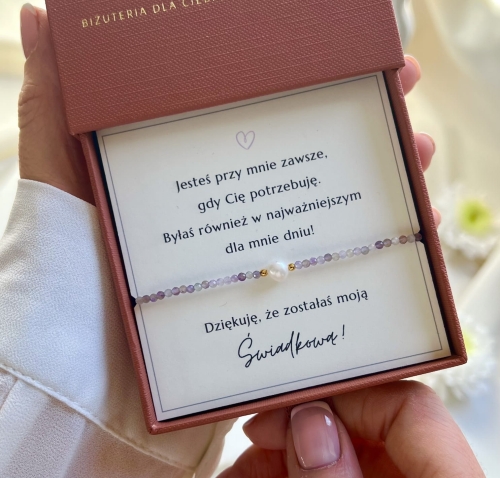 BIŻUTERIA DLA
Jesteś przy mnie zawsze,
gdy Cię potrzebuję.
Byłaś również w najważniejszym
dla mnie dniu!
Dziękuję, że zostałaś moją
Świadkową!